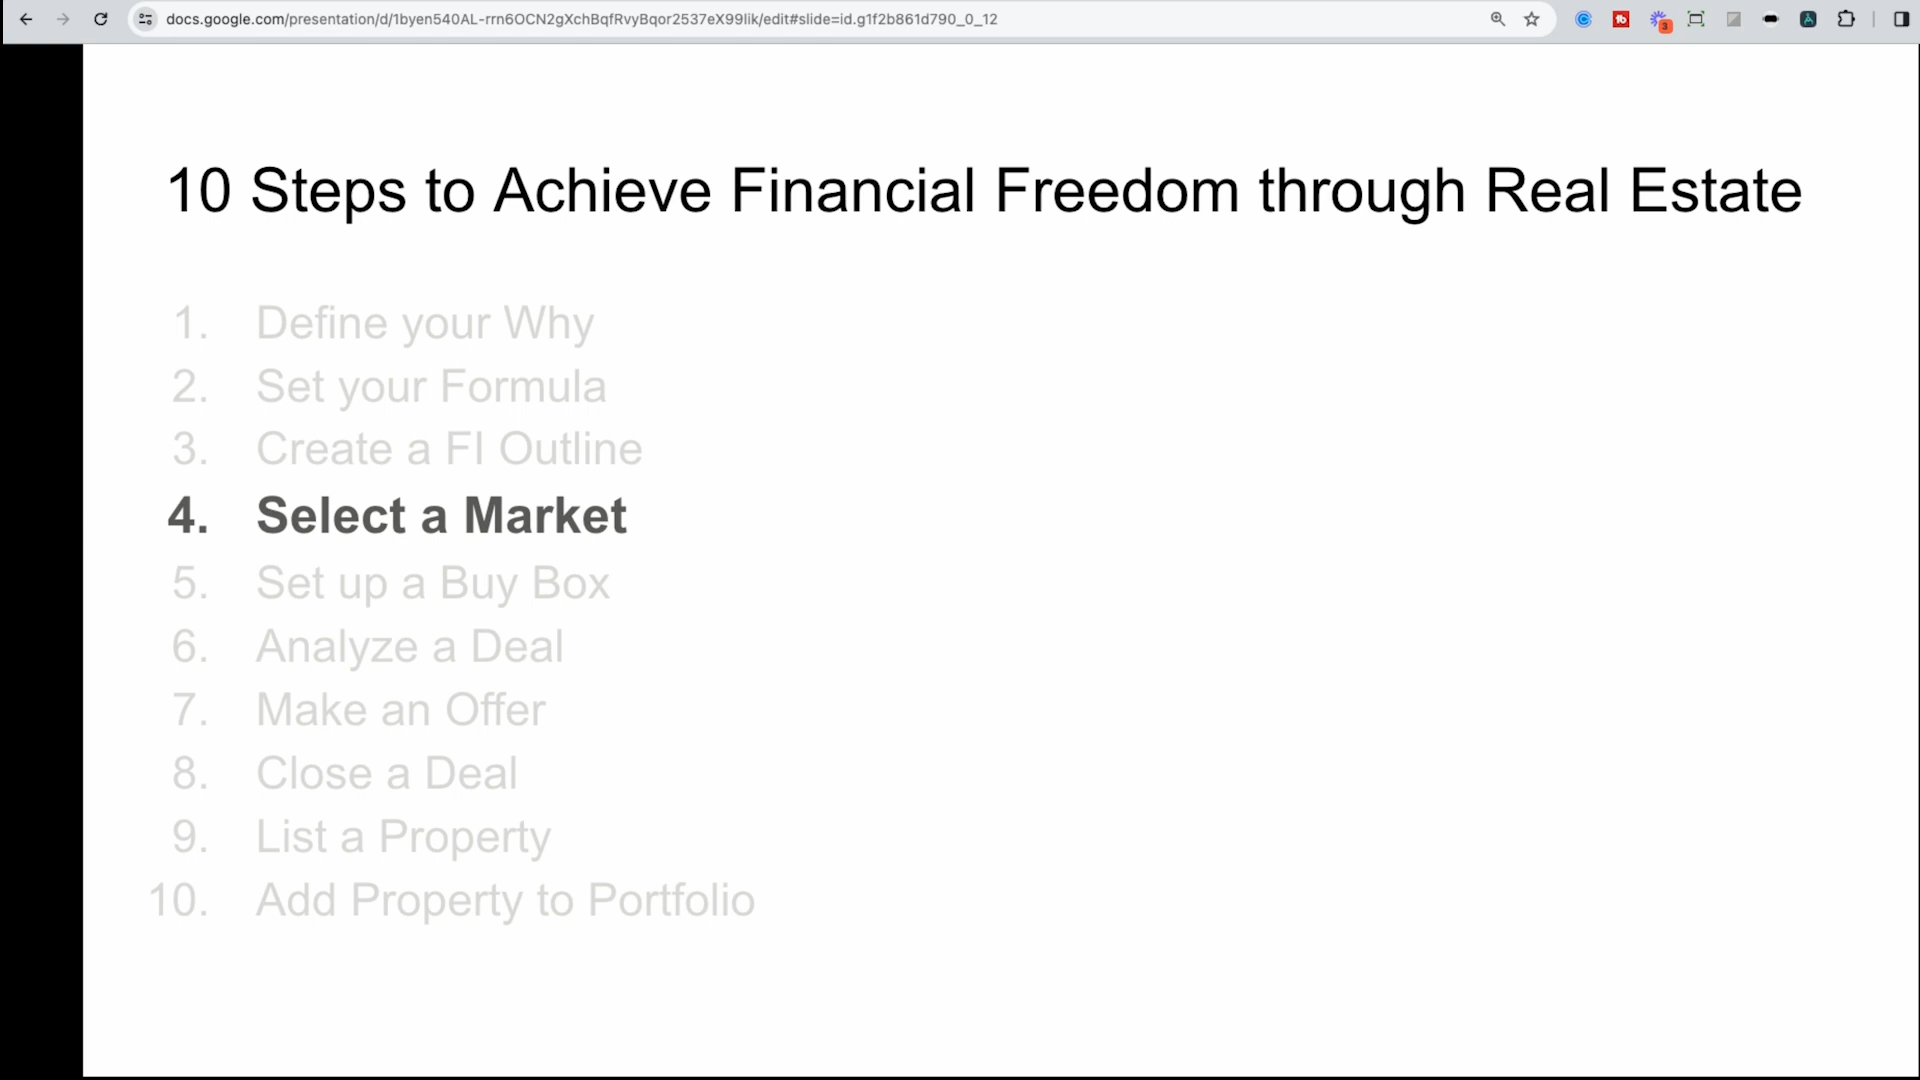 docs.google.com/presentation/d/1byen540AL-rrn6OCN2gXchBqfRvyBqor2537eX99lik/edit#slide=id.g1f2b861d790_0_12
10 Steps to Achieve Financial Freedom through Real Estate
1. Define your Why
2. Set your Formula
3. Create a FI Outline
4. Select a Market
5. Set up a Buy Box
6. Analyze a Deal
7. Make an Offer
8. Close a Deal
9. List a Property
10. Add Property to Portfolio